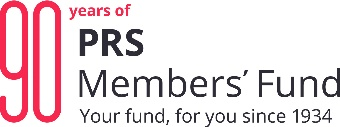 90 years of
PRS
Members' Fund
Your fund, for you since 1934